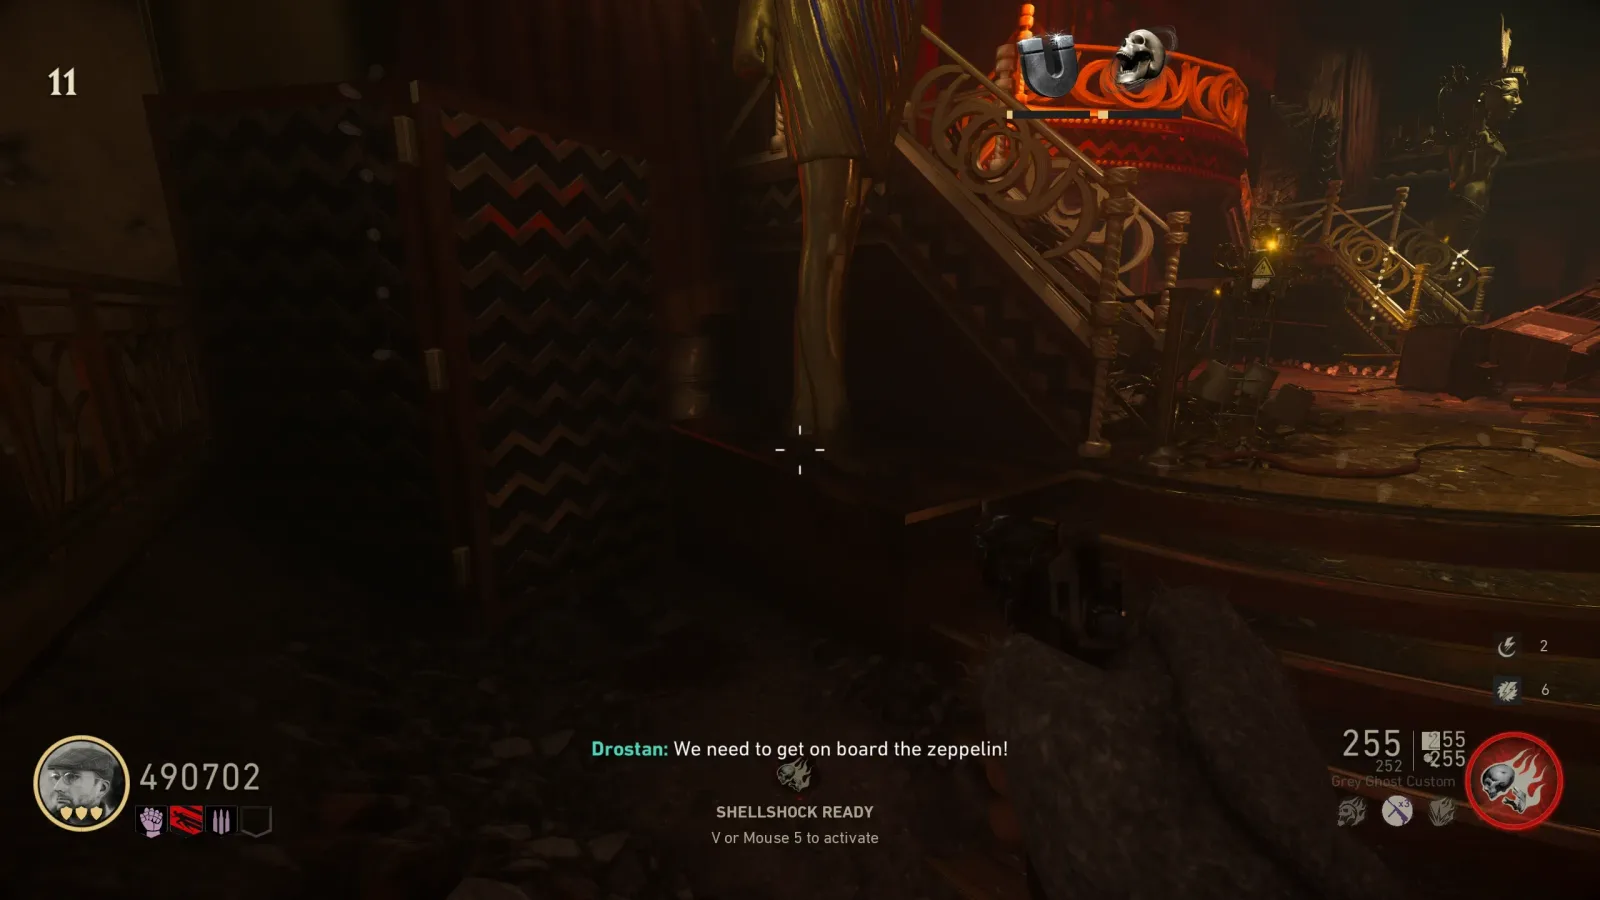 11
2
6
Drostan: We need to get on board the zeppelin!
SHELLSHOCK READY
V or Mouse 5 to activate
490702
255
252
255
255
Grey Ghost Custom
x3